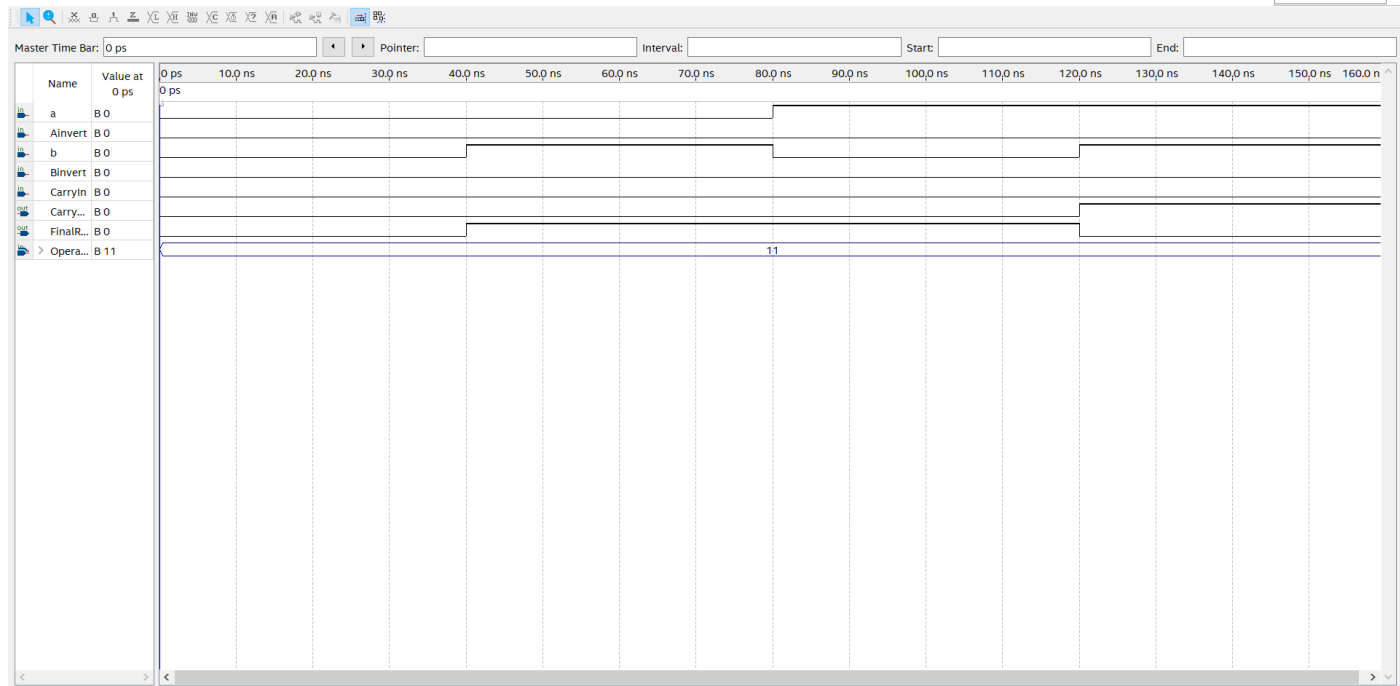 Master Time Bar: 0 ps Pointer: Interval: Start: End:
Name Value at 0 ps
0 ps 10.0 ns 20.0 ns 30.0 ns 40.0 ns 50.0 ns 60.0 ns 70.0 ns 80.0 ns 90.0 ns 100.0 ns 110.0 ns 120.0 ns 130.0 ns 140.0 ns 150.0 ns 160.0 n
0 ps
in a B 0
in Ainvert B 0
in b B 0
in Binvert B 0
in CarryIn B 0
out Carry... B 0
out FinalR... B 0
in > Opera... B 11 11